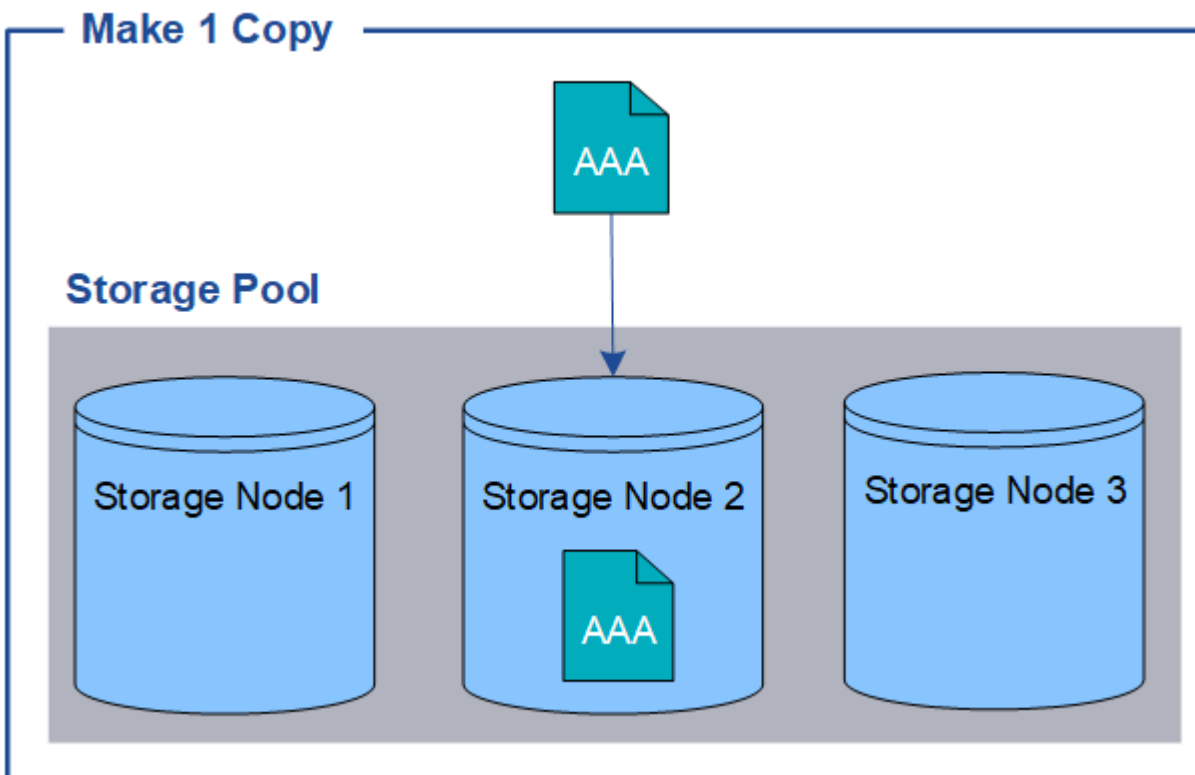 Make 1 Copy
AAA
Storage Pool
Storage Node 1
Storage Node 2
Storage Node 3
AAA